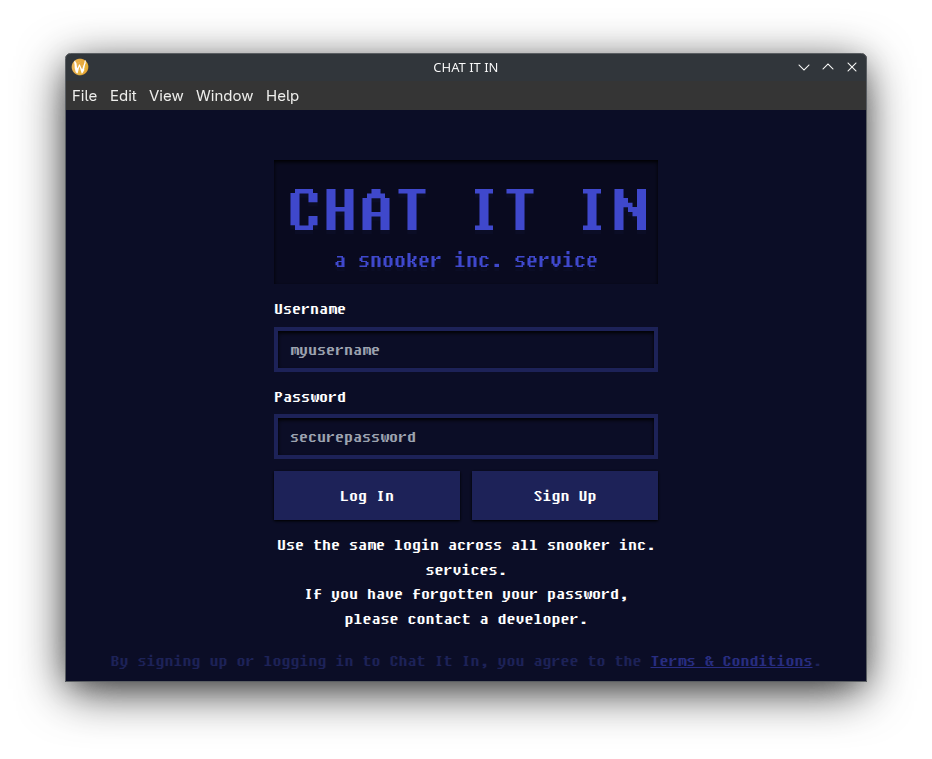 CHAT IT IN
File Edit View Window Help
CHAT IT IN
a snooker inc. service
Username
myusername
Password
securepassword
Log In Sign Up
Use the same login across all snooker inc.
services.
If you have forgotten your password,
please contact a developer.
By signing up or logging in to Chat It In, you agree to the Terms & Conditions.